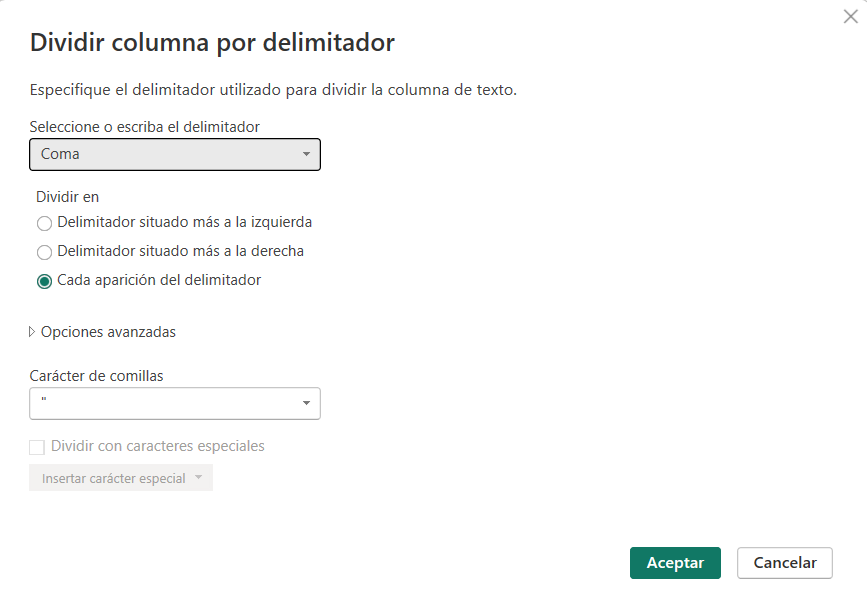 Dividir columna por delimitador
Especifique el delimitador utilizado para dividir la columna de texto.
Seleccione o escriba el delimitador
Coma
Dividir en
Delimitador situado más a la izquierda
Delimitador situado más a la derecha
Cada aparición del delimitador
Opciones avanzadas
Carácter de comillas
"
Dividir con caracteres especiales
Insertar carácter especial
Aceptar Cancelar